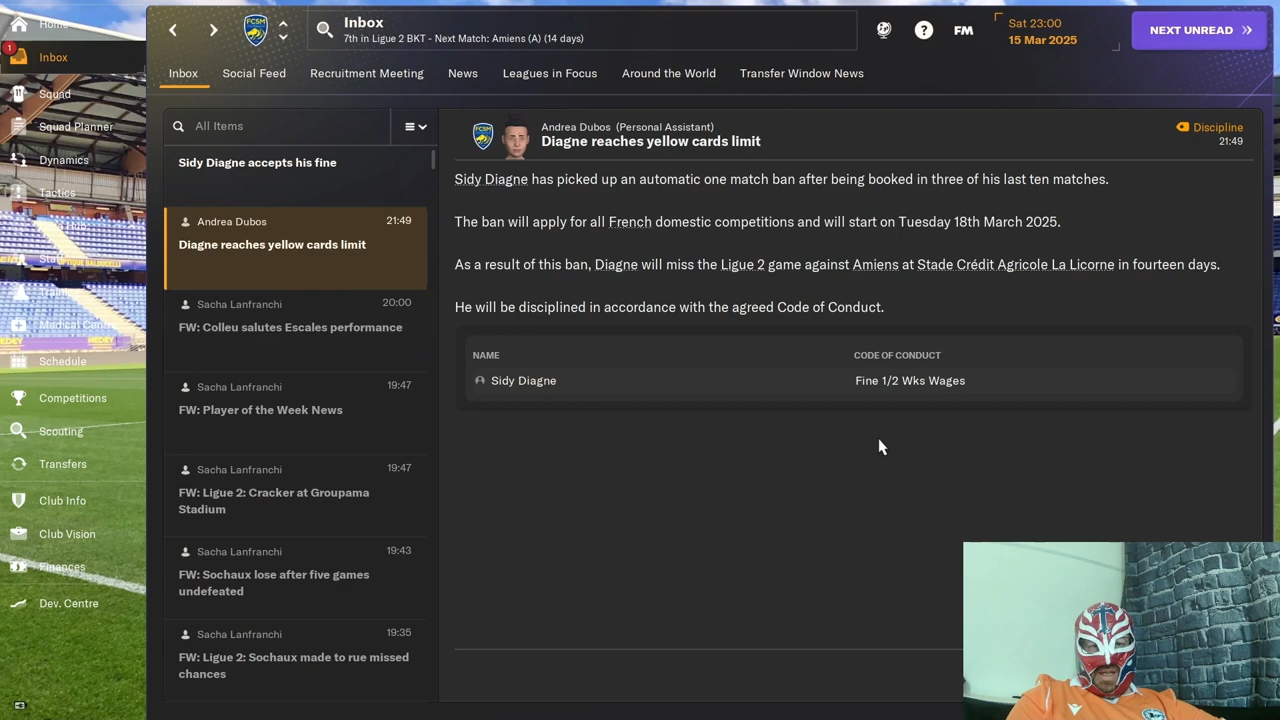 Home
1
Inbox
Squad
Squad Planner
Dynamics
Tactics
Medical Centre
Schedule
Competitions
Scouting
Transfers
Club Info
Club Vision
Finances
Dev. Centre
FCSM
Inbox
7th in Ligue 2 BKT - Next Match: Amiens (A) (14 days)
?
FM
Sat 23:00
15 Mar 2025
NEXT UNREAD
Inbox
Social Feed
Recruitment Meeting
News
Leagues in Focus
Around the World
Transfer Window News
All Items
Sidy Diagne accepts his fine
Andrea Dubos
21:49
Diagne reaches yellow cards limit
Sacha Lanfranchi
20:00
FW: Colleu salutes Escales performance
Sacha Lanfranchi
19:47
FW: Player of the Week News
Sacha Lanfranchi
19:47
FW: Ligue 2: Cracker at Groupama
Stadium
Sacha Lanfranchi
19:43
FW: Sochaux lose after five games
undefeated
Sacha Lanfranchi
19:35
FW: Ligue 2: Sochaux made to rue missed
chances
FCSM
Andrea Dubos (Personal Assistant)
Diagne reaches yellow cards limit
Discipline
21:49
Sidy Diagne has picked up an automatic one match ban after being booked in three of his last ten matches.
The ban will apply for all French domestic competitions and will start on Tuesday 18th March 2025.
As a result of this ban, Diagne will miss the Ligue 2 game against Amiens at Stade Crédit Agricole La Licorne in fourteen days.
He will be disciplined in accordance with the agreed Code of Conduct.
NAME
CODE OF CONDUCT
Sidy Diagne
Fine 1/2 Wks Wages